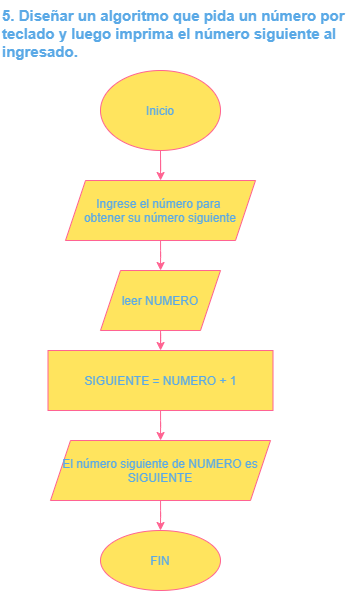 5. Diseñar un algoritmo que pida un número por
teclado y luego imprima el número siguiente al
ingresado.
Inicio
Ingrese el número para
obtener su número siguiente
leer NUMERO
SIGUIENTE = NUMERO + 1
El número siguiente de NUMERO es
SIGUIENTE
FIN